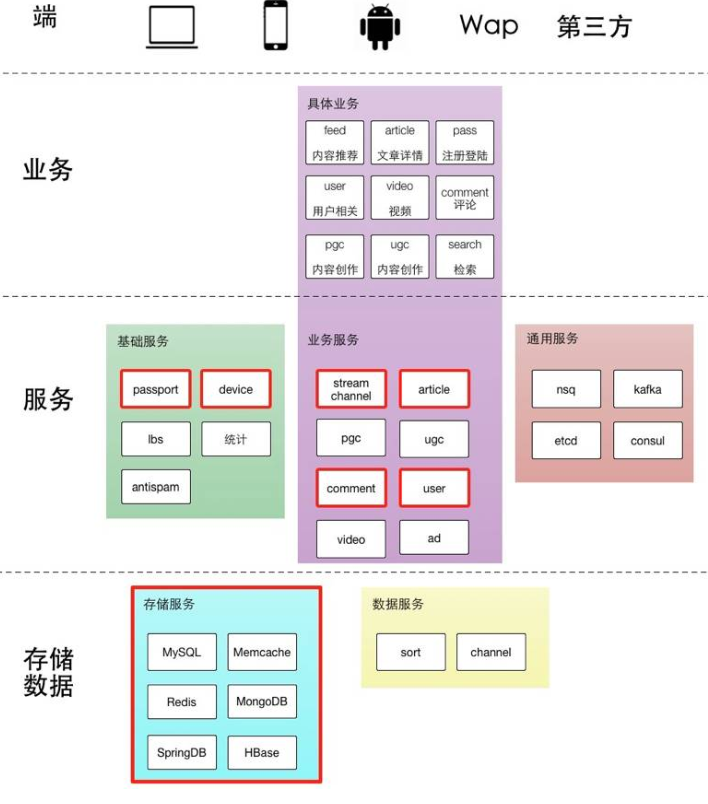 端
Wap
第三方
业务
具体业务
feed
内容推荐
article
文章详情
pass
注册登陆
user
用户相关
video
视频
comment
评论
pgc
内容创作
ugc
内容创作
search
检索
服务
基础服务
passport
device
lbs
统计
antispam
业务服务
stream
channel
article
pgc
ugc
comment
user
video
ad
通用服务
nsq
kafka
etcd
consul
存储
数据
存储服务
MySQL
Memcache
Redis
MongoDB
SpringDB
HBase
数据服务
sort
channel